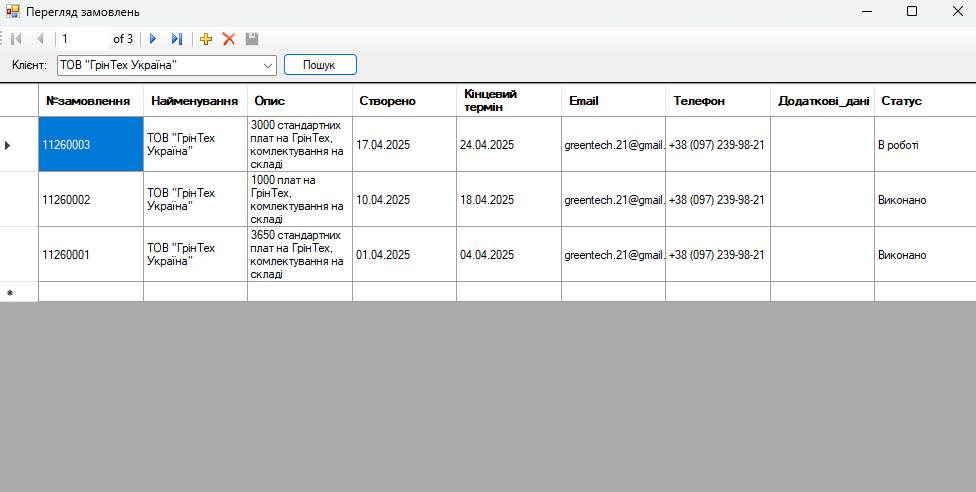 Перегляд замовлень
1 of 3
Клієнт: ТОВ "ГрінТех Україна" Пошук
№замовлення Найменування Опис Створено Кінцевий термін Email Телефон Додаткові_дані Статус
11260003 ТОВ "ГрінТех Україна" 3000 стандартних плат на ГрінТех, комлектування на складі 17.04.2025 24.04.2025 greentech.21@gmail. +38 (097) 239-98-21 В роботі
11260002 ТОВ "ГрінТех Україна" 1000 плат на ГрінТех, комлектування на складі 10.04.2025 18.04.2025 greentech.21@gmail. +38 (097) 239-98-21 Виконано
11260001 ТОВ "ГрінТех Україна" 3650 стандартних плат на ГрінТех, комлектування на складі 01.04.2025 04.04.2025 greentech.21@gmail. +38 (097) 239-98-21 Виконано